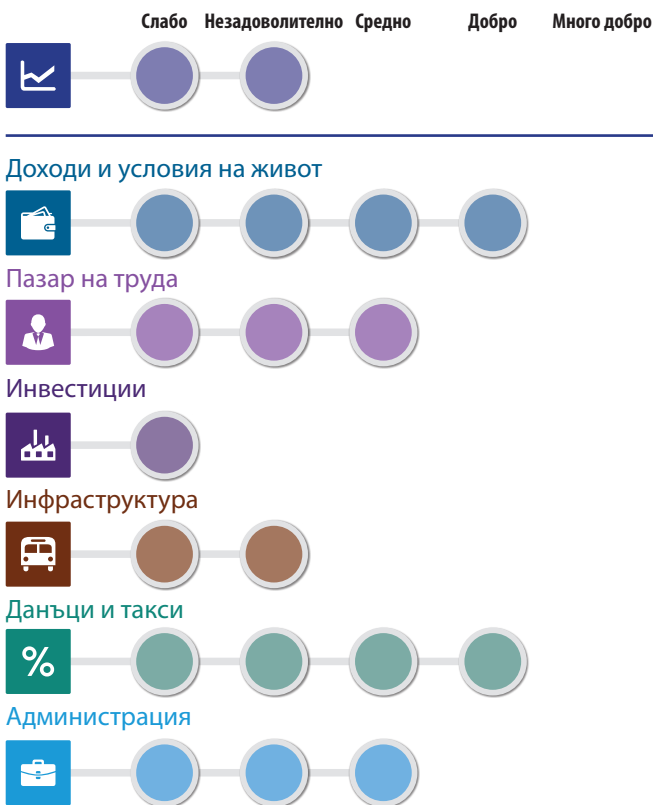 Слабо Незадоволително Средно Добро Много добро
Доходи и условия на живот
Пазар на труда
Инвестиции
Инфраструктура
Данъци и такси
%
Администрация